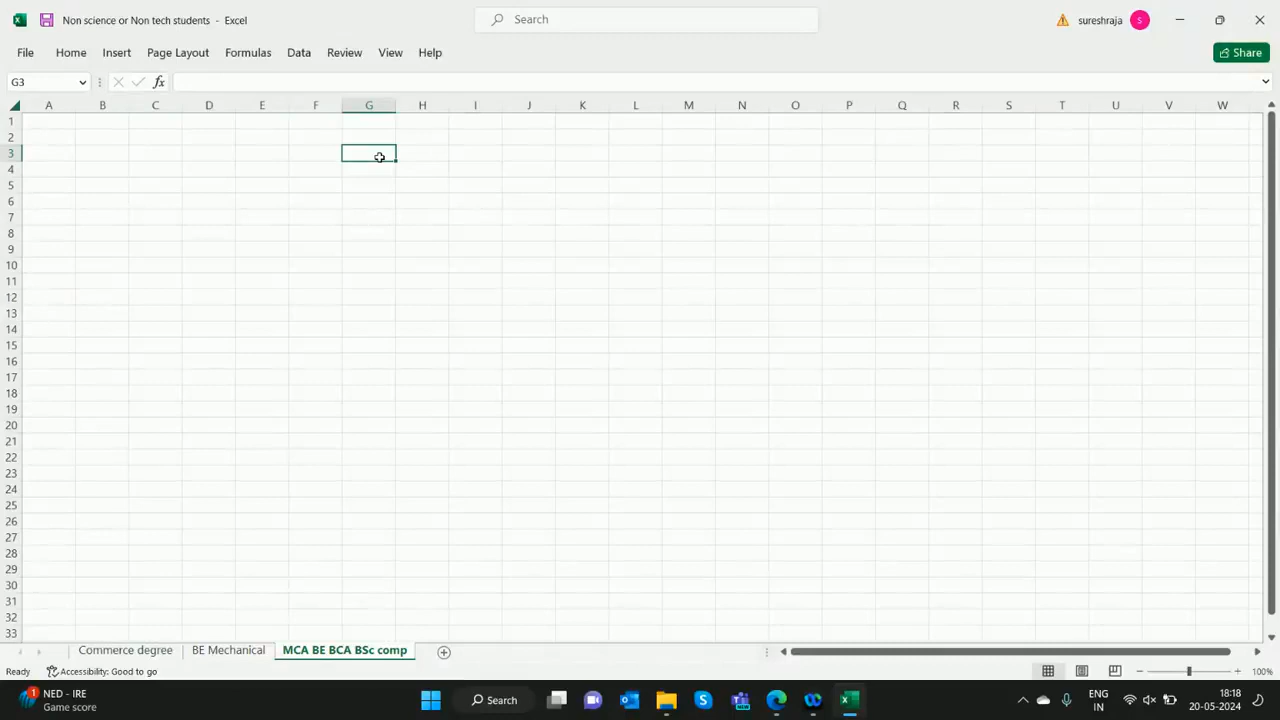 Non science or Non tech students - Excel
Search
sureshraja
S
File Home Insert Page Layout Formulas Data Review View Help
Share
G3
fx
A B C D E F G H I J K L M N O P Q R S T U V W
1
2
3
4
5
6
7
8
9
10
11
12
13
14
15
16
17
18
19
20
21
22
23
24
25
26
27
28
29
30
31
32
33
Commerce degree BE Mechanical MCA BE BCA BSc comp
Ready Accessibility: Good to go
100%
1
NED - IRE
Game score
Search
ENG
IN
18:18
20-05-2024